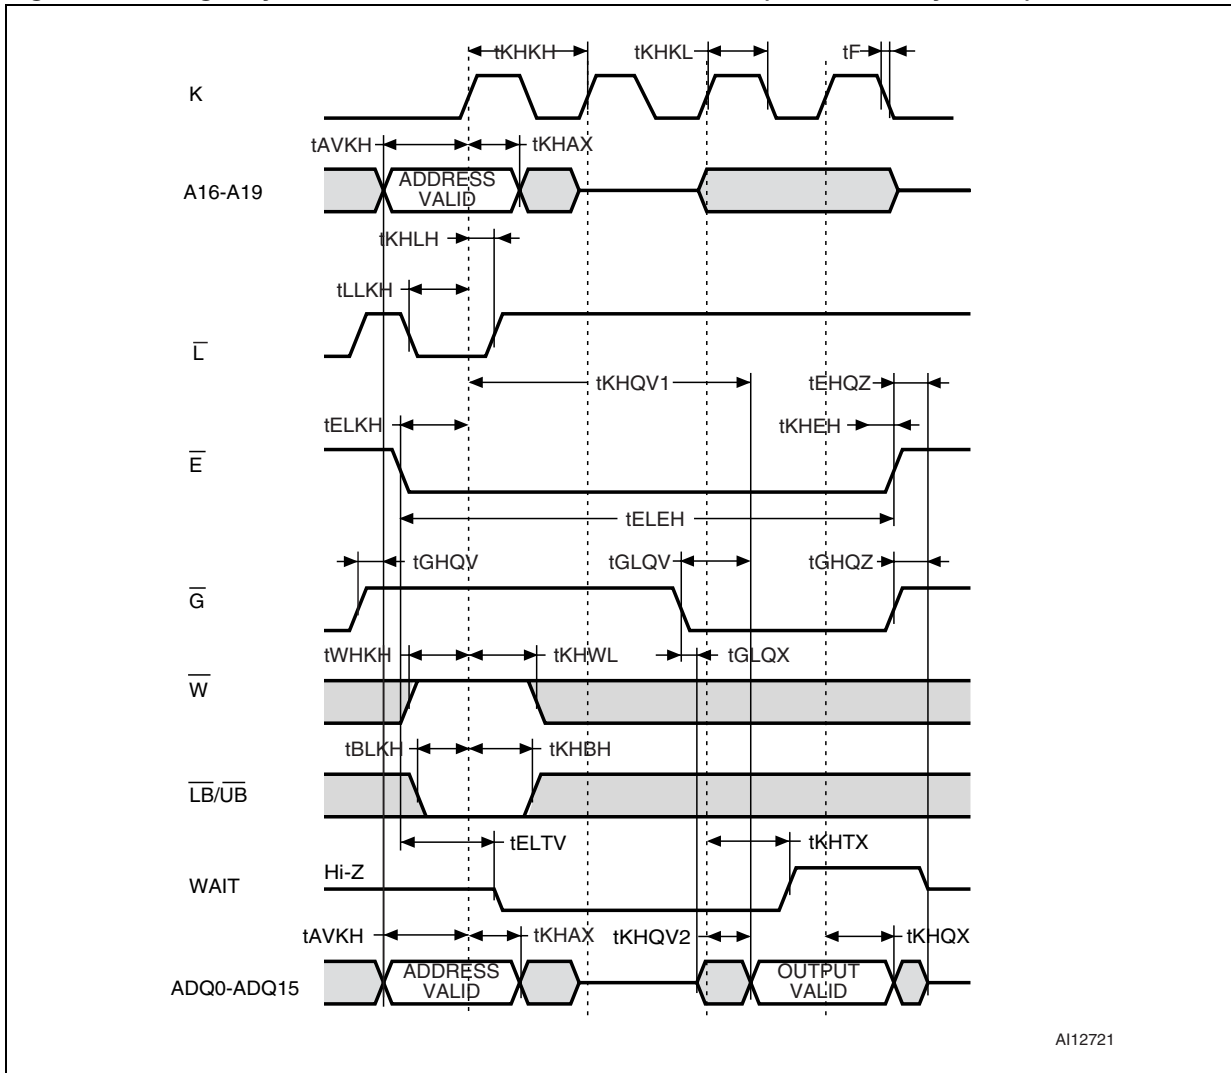 tKHKH tKHKL tF
K
tAVKH tKHAX
A16-A19
ADDRESS
VALID
tKHLH
tLLKH
L
tKHQV1 tEHQZ
tELKH tKHEH
E
tELEH
tGHQV tGLQV tGHQZ
G
tWHKH tKHWL tGLQX
W
tBLKH tKHBH
LB/UB
tELTV tKHTX
Hi-Z
WAIT
tAVKH tKHAX tKHQV2 tKHQX
ADQ0-ADQ15
ADDRESS
VALID
OUTPUT
VALID
AI12721